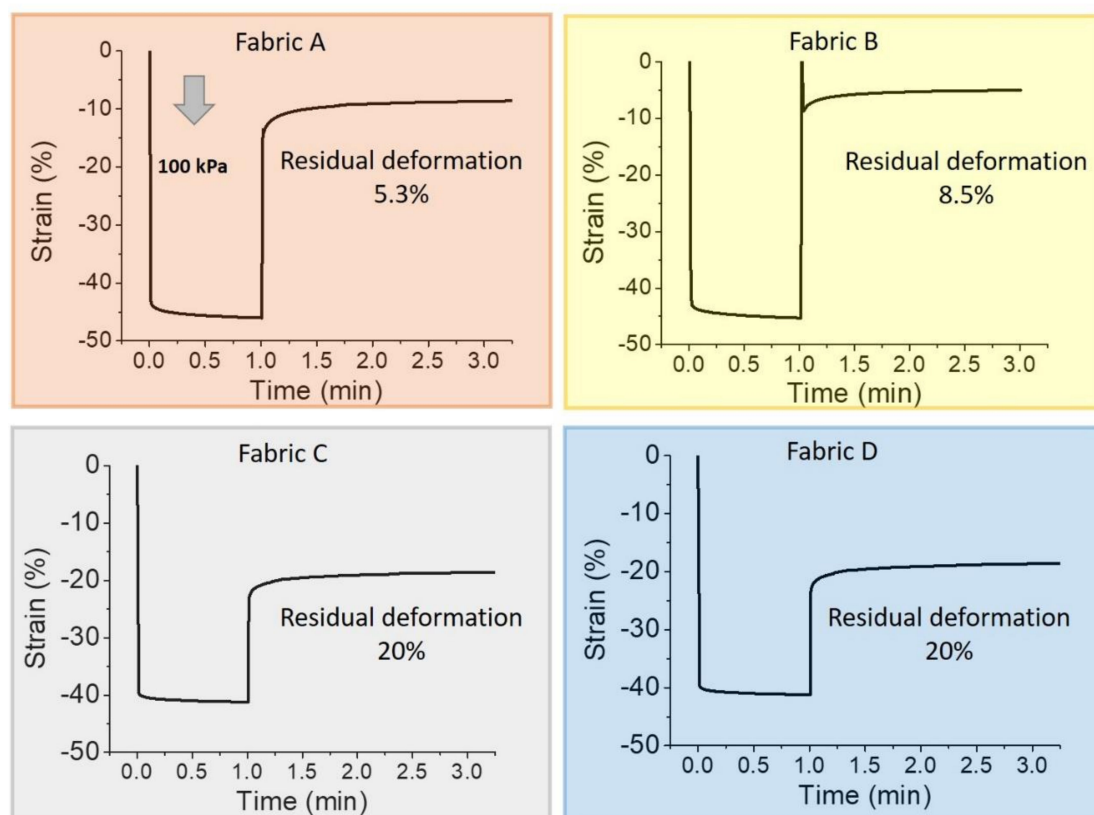 Fabric A
0
-10
-20
-30
-40
-50
Strain (%)
100 kPa
Residual deformation
5.3%
0.0 0.5 1.0 1.5 2.0 2.5 3.0
Time (min)
Fabric B
0
-10
-20
-30
-40
-50
Strain (%)
Residual deformation
8.5%
0.0 0.5 1.0 1.5 2.0 2.5 3.0
Time (min)
Fabric C
0
-10
-20
-30
-40
-50
Strain (%)
Residual deformation
20%
0.0 0.5 1.0 1.5 2.0 2.5 3.0
Time (min)
Fabric D
0
-10
-20
-30
-40
-50
Strain (%)
Residual deformation
20%
0.0 0.5 1.0 1.5 2.0 2.5 3.0
Time (min)